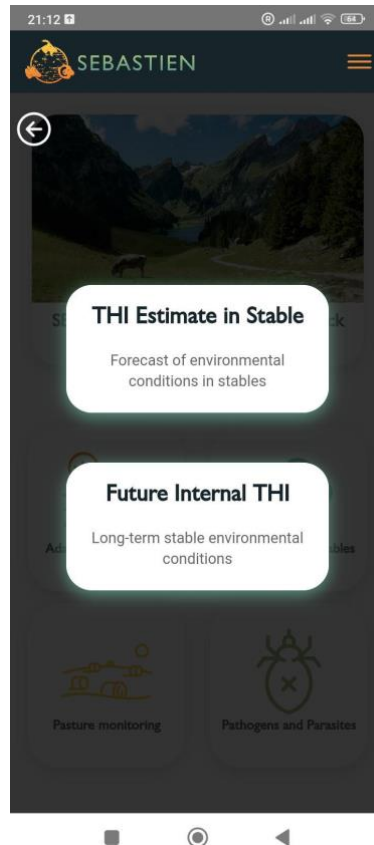 21:12
64
SEBASTIEN
THI Estimate in Stable
Forecast of environmental
conditions in stables
Future Internal THI
Long-term stable environmental
conditions
Pasture monitoring
Pathogens and Parasites